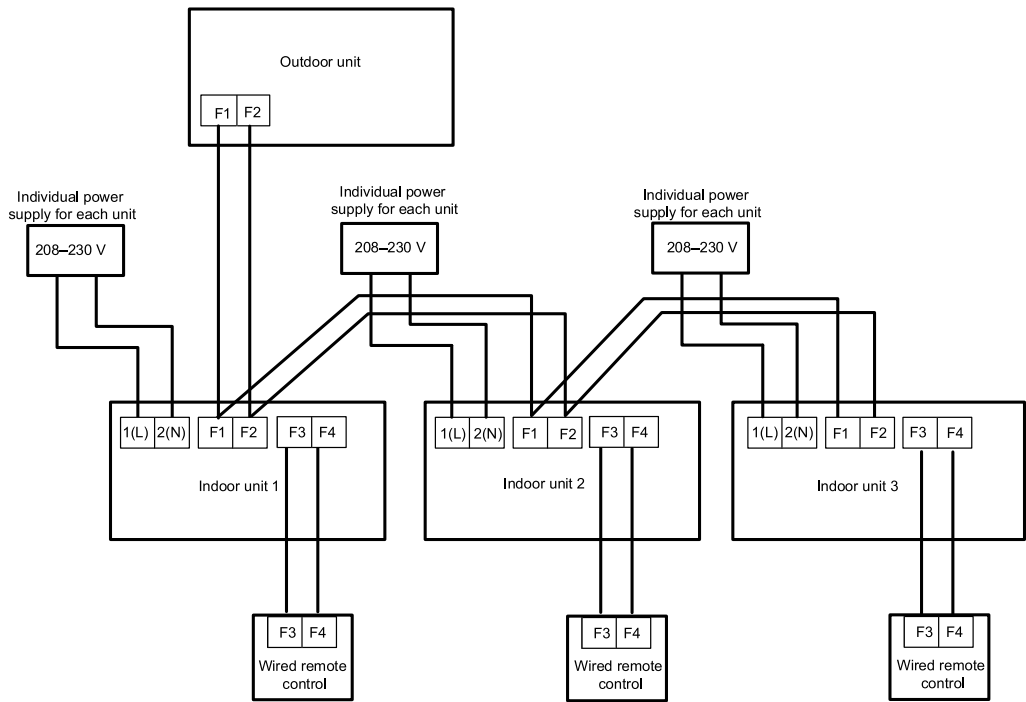 Outdoor unit
F1 F2
Individual power
supply for each unit
208–230 V
Individual power
supply for each unit
208–230 V
Individual power
supply for each unit
208–230 V
1(L) 2(N) F1 F2 F3 F4
Indoor unit 1
1(L) 2(N) F1 F2 F3 F4
Indoor unit 2
1(L) 2(N) F1 F2 F3 F4
Indoor unit 3
F3 F4
Wired remote
control
F3 F4
Wired remote
control
F3 F4
Wired remote
control